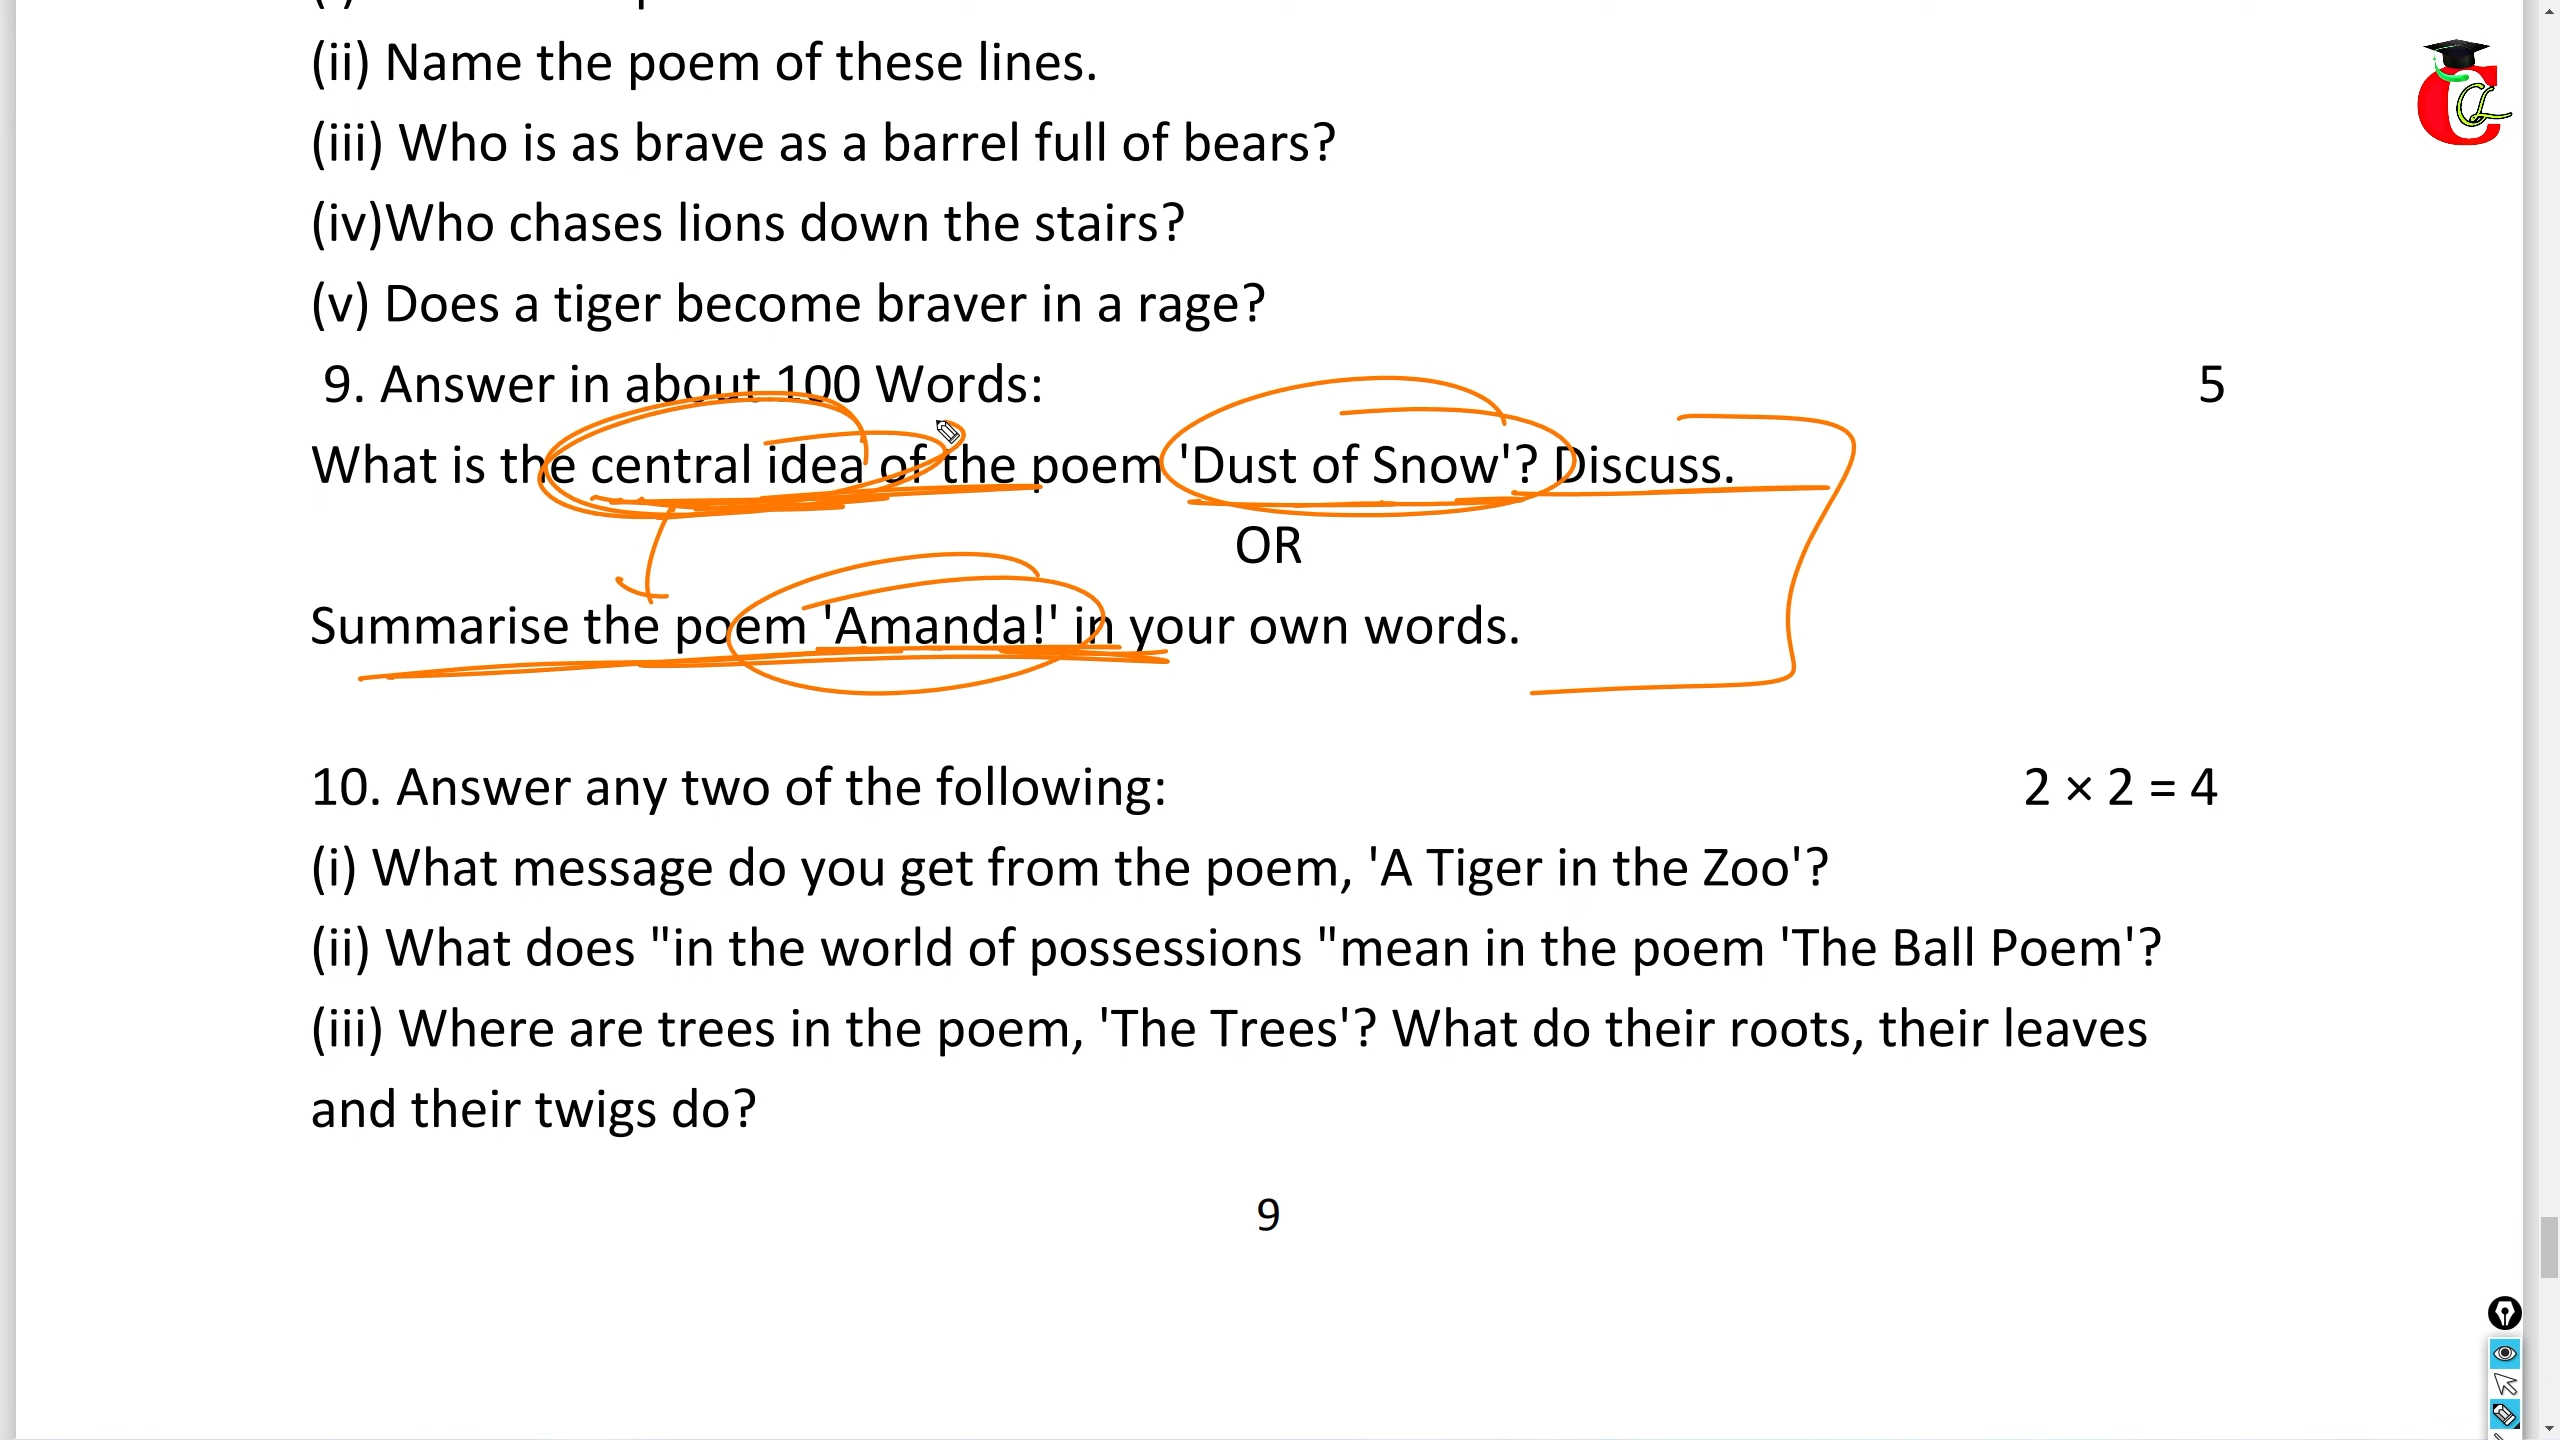 (ii) Name the poem of these lines.
(iii) Who is as brave as a barrel full of bears?
(iv)Who chases lions down the stairs?
(v) Does a tiger become braver in a rage?
9. Answer in about 100 Words: 5
What is the central idea of the poem 'Dust of Snow'? Discuss.
OR
Summarise the poem 'Amanda!' in your own words.
10. Answer any two of the following: 2 × 2 = 4
(i) What message do you get from the poem, 'A Tiger in the Zoo'?
(ii) What does "in the world of possessions "mean in the poem 'The Ball Poem'?
(iii) Where are trees in the poem, 'The Trees'? What do their roots, their leaves
and their twigs do?
9